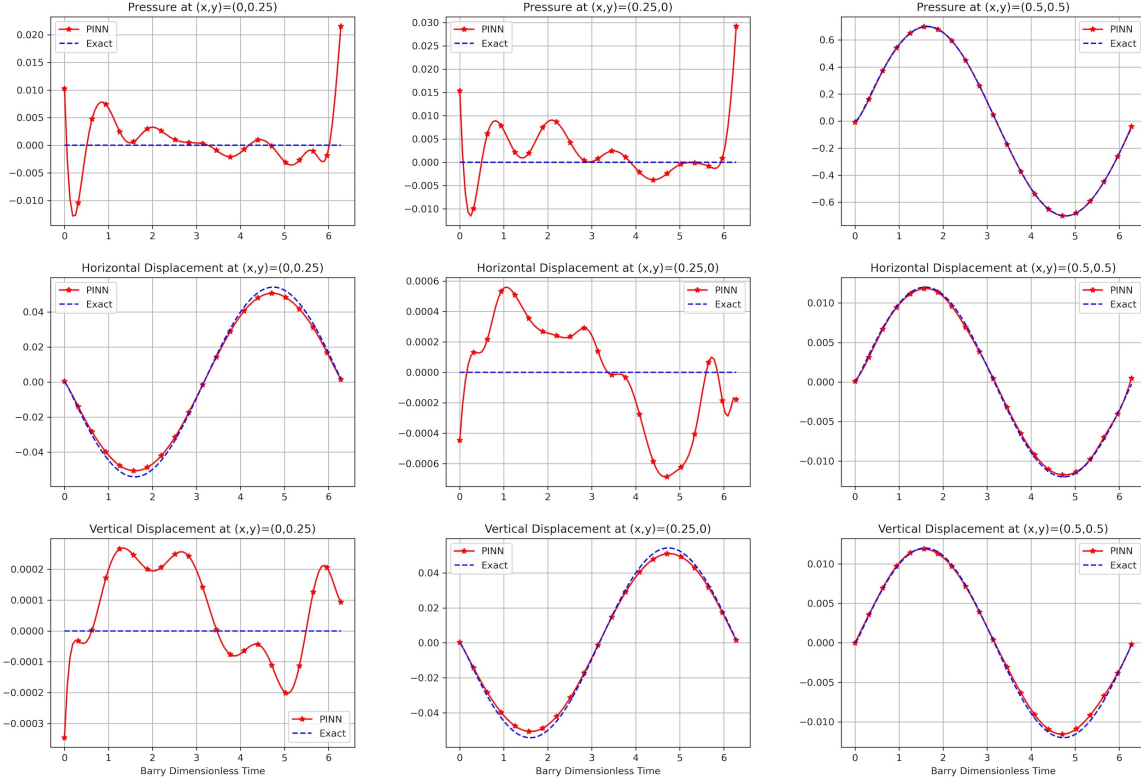 Pressure at (x,y)=(0,0.25)
PINN
Exact
0.020
0.015
0.010
0.005
0.000
−0.005
−0.010
0 1 2 3 4 5 6
Pressure at (x,y)=(0.25,0)
PINN
Exact
0.030
0.025
0.020
0.015
0.010
0.005
0.000
−0.005
−0.010
0 1 2 3 4 5 6
Pressure at (x,y)=(0.5,0.5)
PINN
Exact
0.6
0.4
0.2
0.0
−0.2
−0.4
−0.6
0 1 2 3 4 5 6
Horizontal Displacement at (x,y)=(0,0.25)
PINN
Exact
0.04
0.02
0.00
−0.02
−0.04
0 1 2 3 4 5 6
Horizontal Displacement at (x,y)=(0.25,0)
PINN
Exact
0.0006
0.0004
0.0002
0.0000
−0.0002
−0.0004
−0.0006
0 1 2 3 4 5 6
Horizontal Displacement at (x,y)=(0.5,0.5)
PINN
Exact
0.010
0.005
0.000
−0.005
−0.010
0 1 2 3 4 5 6
Vertical Displacement at (x,y)=(0,0.25)
0.0002
0.0001
0.0000
−0.0001
−0.0002
−0.0003
PINN
Exact
0 1 2 3 4 5 6
Barry Dimensionless Time
Vertical Displacement at (x,y)=(0.25,0)
PINN
Exact
0.04
0.02
0.00
−0.02
−0.04
0 1 2 3 4 5 6
Barry Dimensionless Time
Vertical Displacement at (x,y)=(0.5,0.5)
PINN
Exact
0.010
0.005
0.000
−0.005
−0.010
0 1 2 3 4 5 6
Barry Dimensionless Time